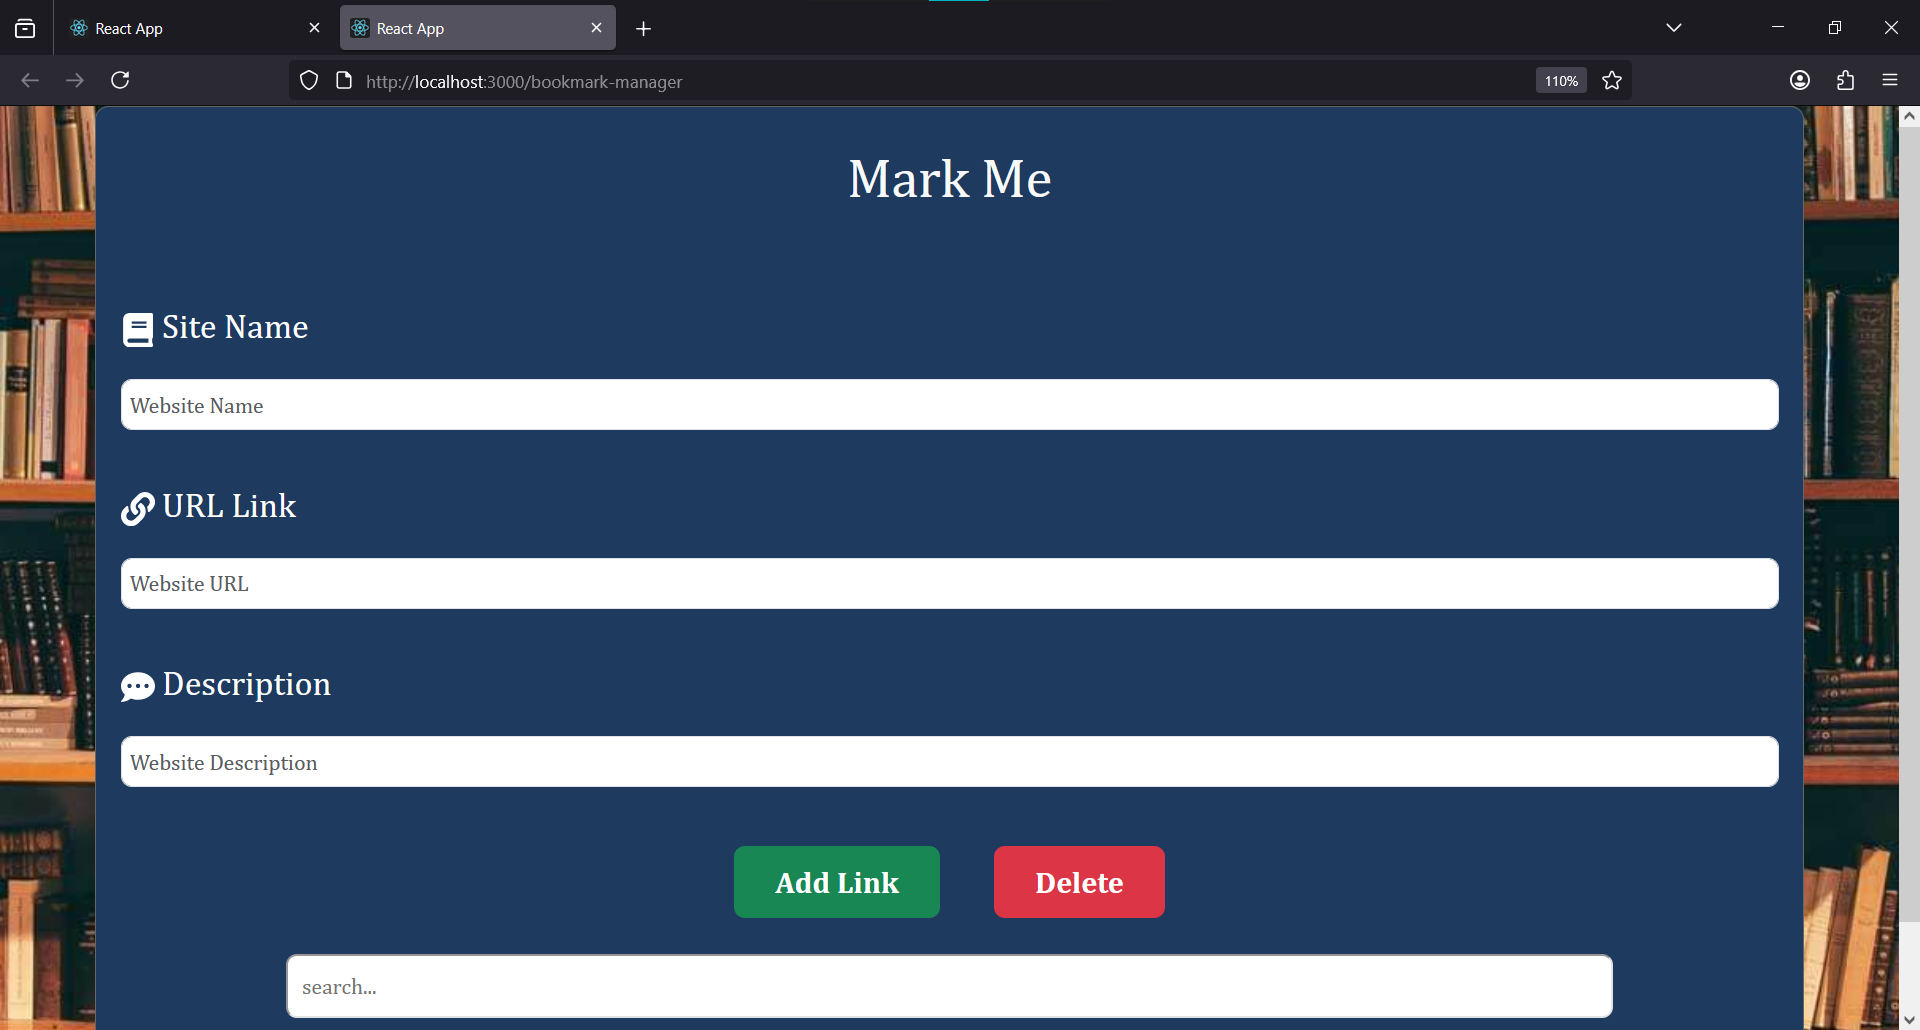 React App
React App
http://localhost:3000/bookmark-manager
110%
Mark Me
Site Name
Website Name
URL Link
Website URL
Description
Website Description
Add Link
Delete
search...